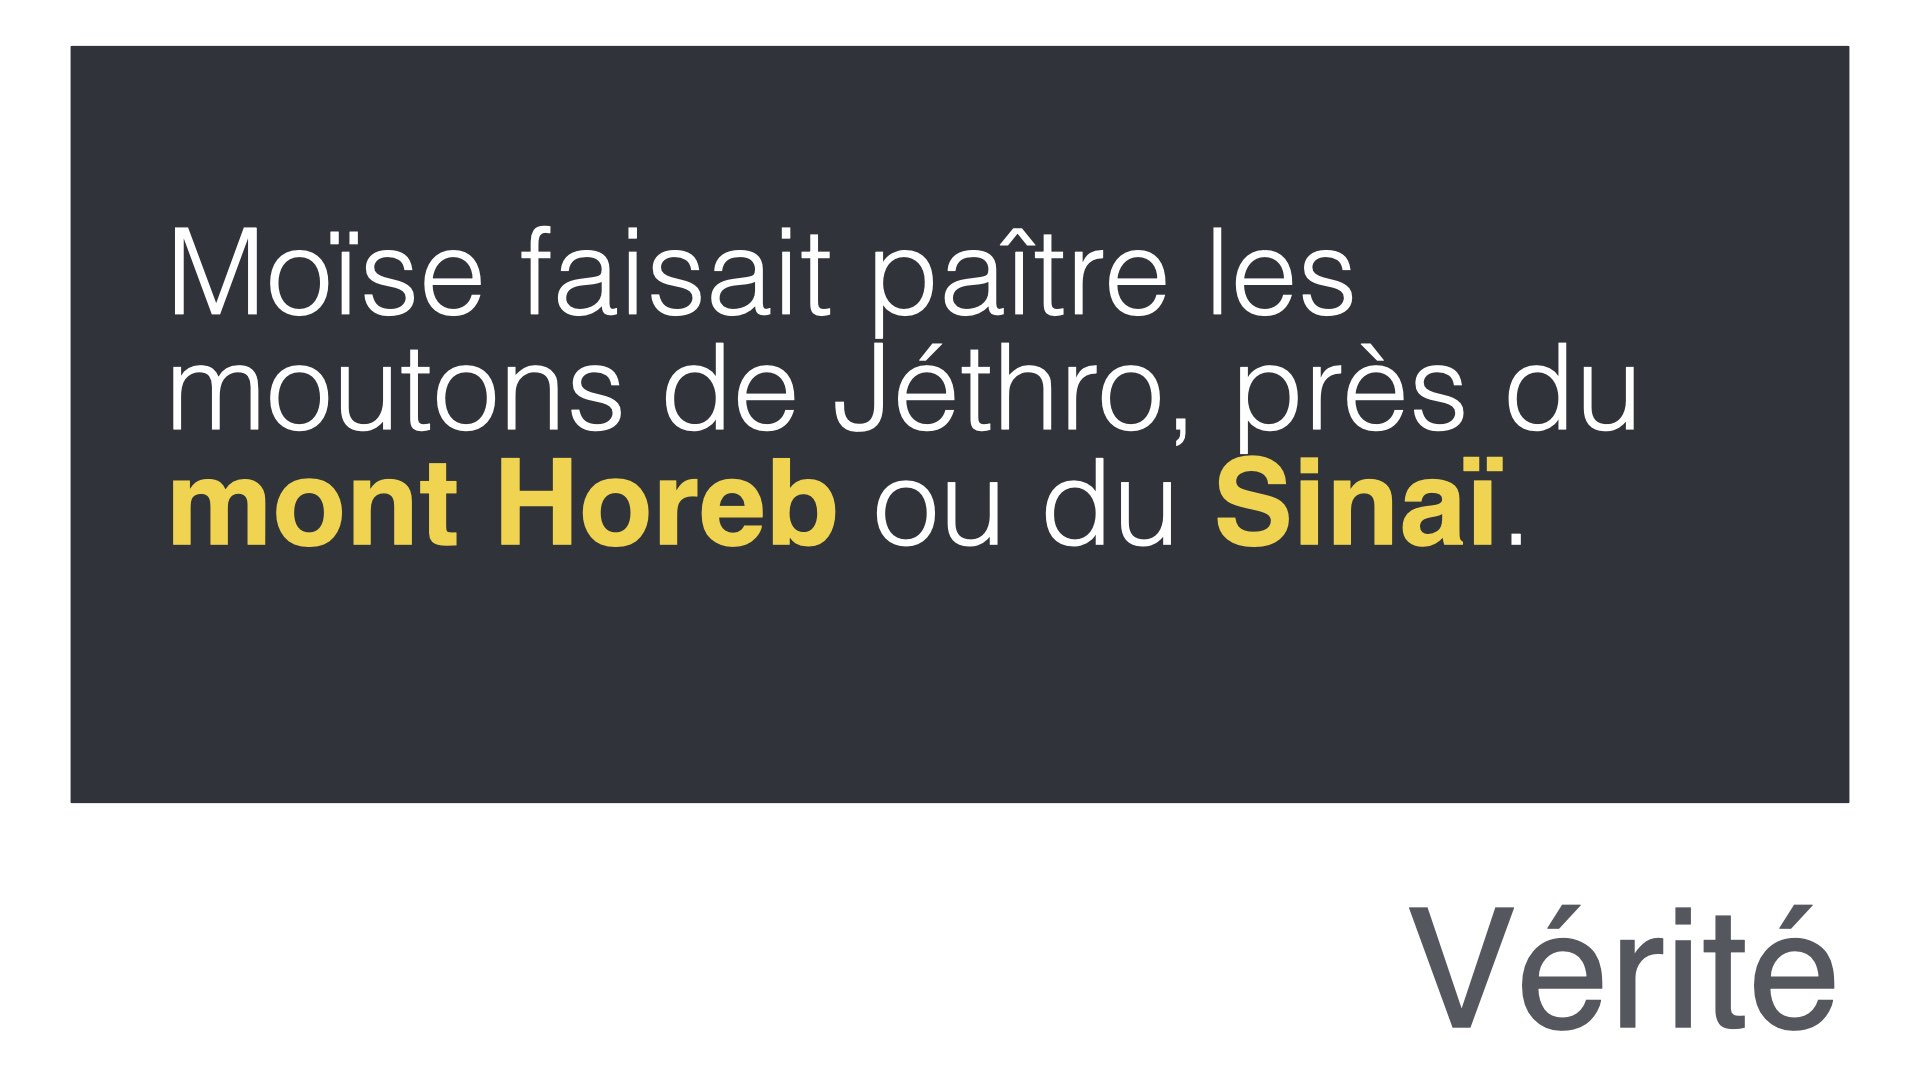 Moïse faisait paître les
moutons de Jéthro, près du
mont Horeb ou du Sinaï.
Vérité